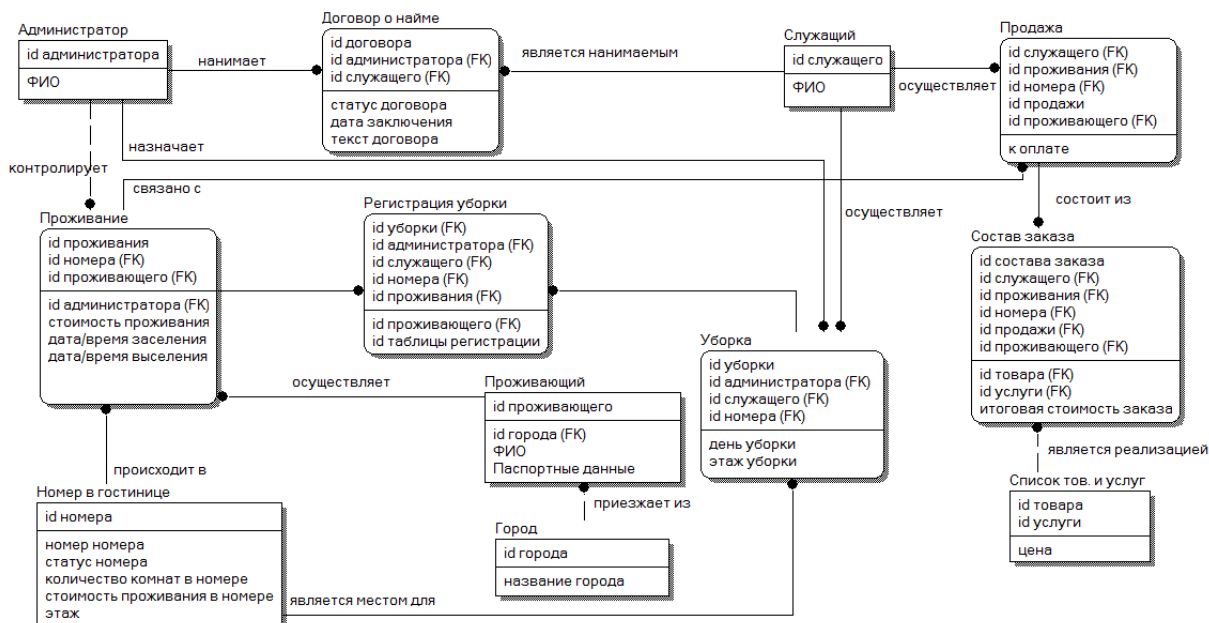 Администратор
id администратора
ФИО
нанимает
Договор о найме
id договора
id администратора (FK)
id служащего (FK)
статус договора
дата заключения
текст договора
является нанимаемым
Служащий
id служащего
ФИО
осуществляет
Продажа
id служащего (FK)
id проживания (FK)
id номера (FK)
id продажи
id проживающего (FK)
к оплате
контролирует
назначает
связано с
осуществляет
состоит из
Проживание
id проживания
id номера (FK)
id проживающего (FK)
id администратора (FK)
стоимость проживания
дата/время заселения
дата/время выселения
Регистрация уборки
id уборки (FK)
id администратора (FK)
id служащего (FK)
id номера (FK)
id проживания (FK)
id проживающего (FK)
id таблицы регистрации
Состав заказа
id состава заказа
id служащего (FK)
id проживания (FK)
id номера (FK)
id продажи (FK)
id проживающего (FK)
id товара (FK)
id услуги (FK)
итоговая стоимость заказа
Уборка
id уборки
id администратора (FK)
id служащего (FK)
id номера (FK)
день уборки
этаж уборки
осуществляет
Проживающий
id проживающего
id города (FK)
ФИО
Паспортные данные
является реализацией
происходит в
приезжает из
Номер в гостинице
id номера
номер номера
статус номера
количество комнат в номере
стоимость проживания в номере
этаж
является местом для
Город
id города
название города
Список тов. и услуг
id товара
id услуги
цена